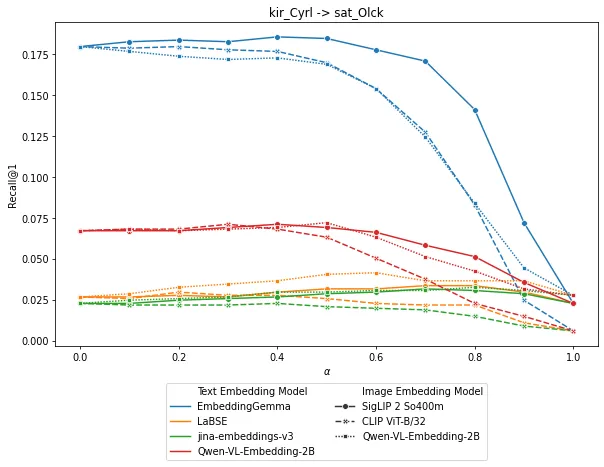 kir_Cyrl -> sat_Olck
Recall@1
0.175
0.150
0.125
0.100
0.075
0.050
0.025
0.000
0.0 0.2 0.4 0.6 0.8 1.0
α
Text Embedding Model Image Embedding Model
EmbeddingGemma SigLIP 2 So400m
LaBSE CLIP ViT-B/32
jina-embeddings-v3 Qwen-VL-Embedding-2B
Qwen-VL-Embedding-2B